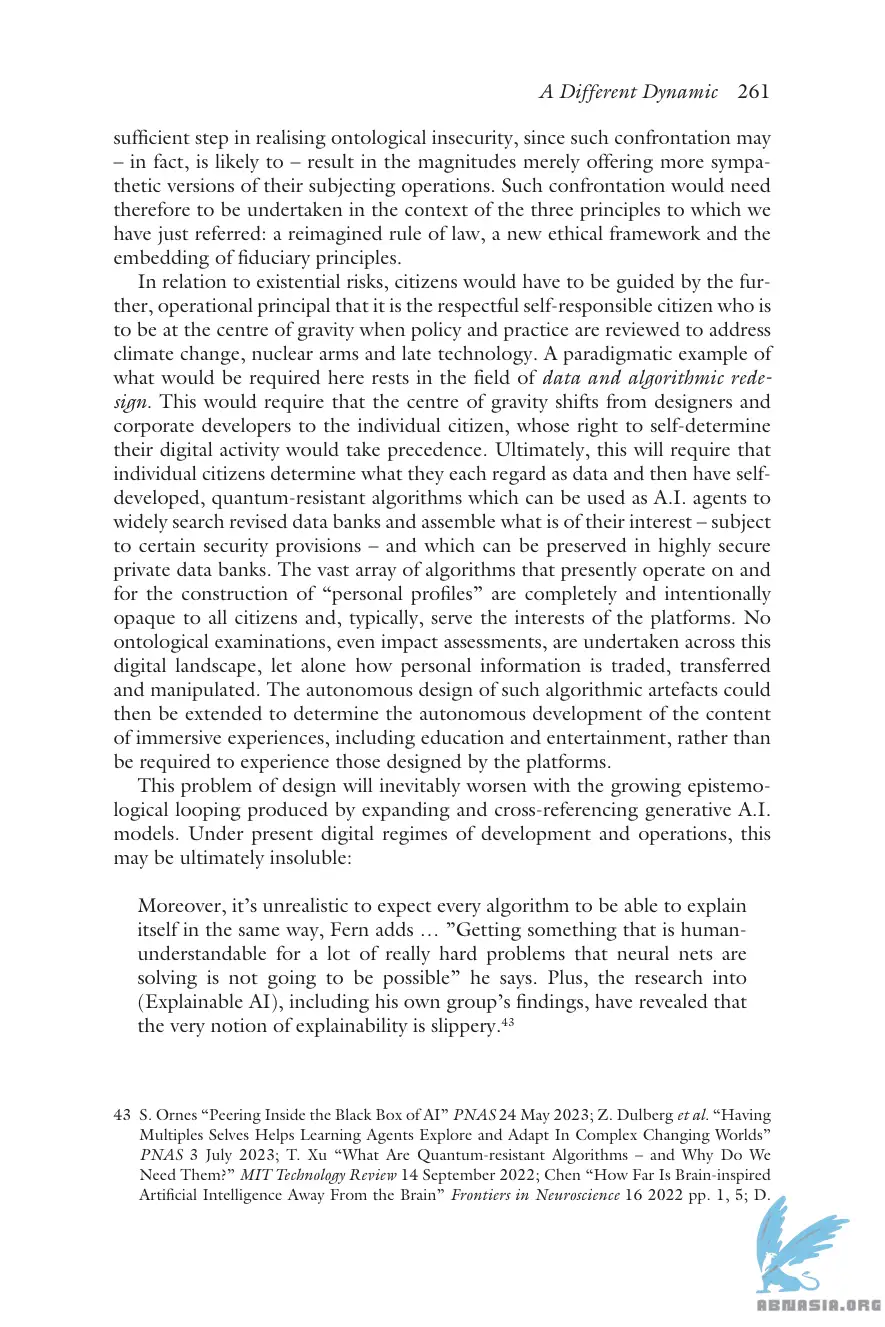 A Different Dynamic 261
sufficient step in realising ontological insecurity, since such confrontation may
– in fact, is likely to – result in the magnitudes merely offering more sympa-
thetic versions of their subjecting operations. Such confrontation would need
therefore to be undertaken in the context of the three principles to which we
have just referred: a reimagined rule of law, a new ethical framework and the
embedding of fiduciary principles.
In relation to existential risks, citizens would have to be guided by the fur-
ther, operational principal that it is the respectful self-responsible citizen who is
to be at the centre of gravity when policy and practice are reviewed to address
climate change, nuclear arms and late technology. A paradigmatic example of
what would be required here rests in the field of data and algorithmic rede-
sign. This would require that the centre of gravity shifts from designers and
corporate developers to the individual citizen, whose right to self-determine
their digital activity would take precedence. Ultimately, this will require that
individual citizens determine what they each regard as data and then have self-
developed, quantum-resistant algorithms which can be used as A.I. agents to
widely search revised data banks and assemble what is of their interest – subject
to certain security provisions – and which can be preserved in highly secure
private data banks. The vast array of algorithms that presently operate on and
for the construction of “personal profiles” are completely and intentionally
opaque to all citizens and, typically, serve the interests of the platforms. No
ontological examinations, even impact assessments, are undertaken across this
digital landscape, let alone how personal information is traded, transferred
and manipulated. The autonomous design of such algorithmic artefacts could
then be extended to determine the autonomous development of the content
of immersive experiences, including education and entertainment, rather than
be required to experience those designed by the platforms.
This problem of design will inevitably worsen with the growing epistemo-
logical looping produced by expanding and cross-referencing generative A.I.
models. Under present digital regimes of development and operations, this
may be ultimately insoluble:
Moreover, it’s unrealistic to expect every algorithm to be able to explain
itself in the same way, Fern adds … ”Getting something that is human-
understandable for a lot of really hard problems that neural nets are
solving is not going to be possible” he says. Plus, the research into
(Explainable AI), including his own group’s findings, have revealed that
the very notion of explainability is slippery.43
43 S. Ornes “Peering Inside the Black Box of AI” PNAS 24 May 2023; Z. Dulberg et al. “Having
Multiples Selves Helps Learning Agents Explore and Adapt In Complex Changing Worlds”
PNAS 3 July 2023; T. Xu “What Are Quantum-resistant Algorithms – and Why Do We
Need Them?” MIT Technology Review 14 September 2022; Chen “How Far Is Brain-inspired
Artificial Intelligence Away From the Brain” Frontiers in Neuroscience 16 2022 pp. 1, 5; D.
ABNASIA.ORG